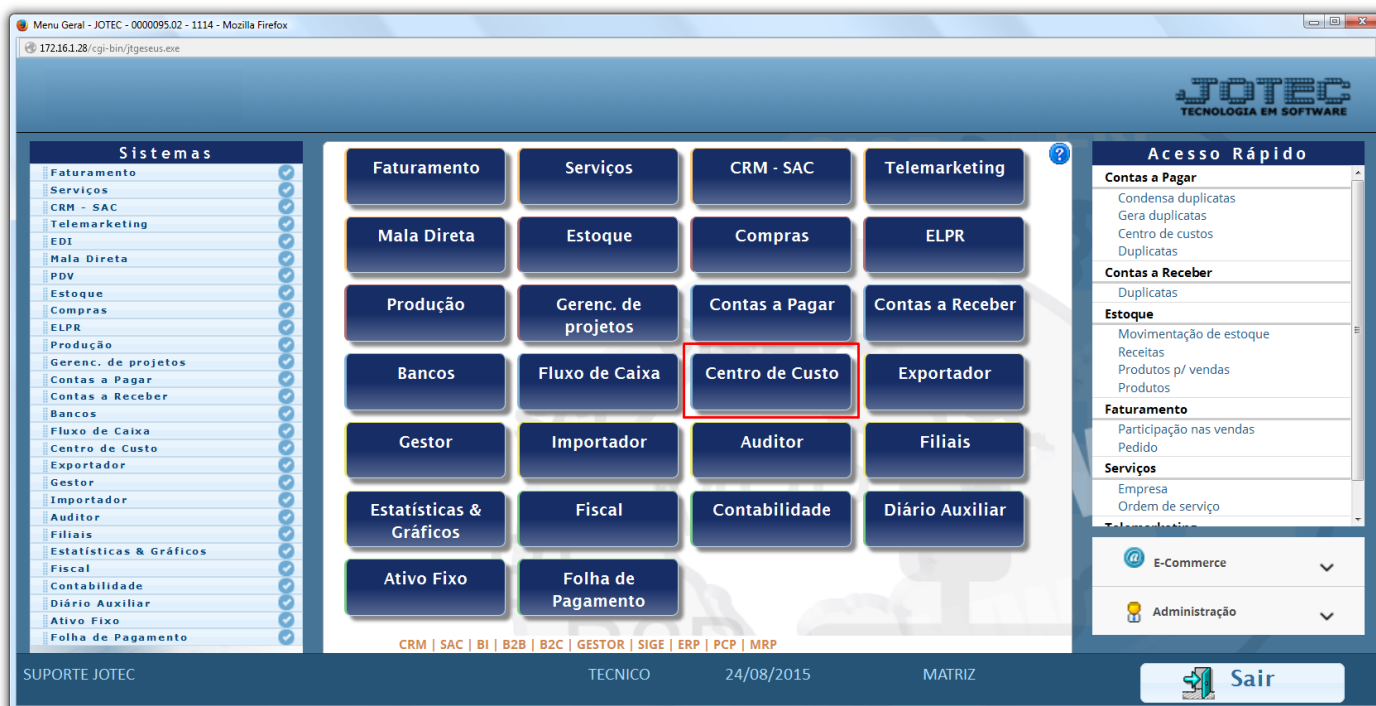 Menu Geral - JOTEC - 0000095.02 - 1114 - Mozilla Firefox
172.16.1.28/cgi-bin/jtgeseus.exe
JOTEC
TECNOLOGIA EM SOFTWARE
Sistemas
Faturamento
Serviços
CRM - SAC
Telemarketing
EDI
Mala Direta
PDV
Estoque
Compras
ELPR
Produção
Gerenc. de projetos
Contas a Pagar
Contas a Receber
Bancos
Fluxo de Caixa
Centro de Custo
Exportador
Gestor
Importador
Auditor
Filiais
Estatísticas & Gráficos
Fiscal
Contabilidade
Diário Auxiliar
Ativo Fixo
Folha de Pagamento
Faturamento
Serviços
CRM - SAC
Telemarketing
Mala Direta
Estoque
Compras
ELPR
Produção
Gerenc. de
projetos
Contas a Pagar
Contas a Receber
Bancos
Fluxo de Caixa
Centro de Custo
Exportador
Gestor
Importador
Auditor
Filiais
Estatísticas &
Gráficos
Fiscal
Contabilidade
Diário Auxiliar
Ativo Fixo
Folha de
Pagamento
CRM | SAC | BI | B2B | B2C | GESTOR | SIGE | ERP | PCP | MRP
?
Acesso Rápido
Contas a Pagar
Condensa duplicatas
Gera duplicatas
Centro de custos
Duplicatas
Contas a Receber
Duplicatas
Estoque
Movimentação de estoque
Receitas
Produtos p/ vendas
Produtos
Faturamento
Participação nas vendas
Pedido
Serviços
Empresa
Ordem de serviço
Telemarketing
@ E-Commerce
Administração
SUPORTE JOTEC
TECNICO
24/08/2015
MATRIZ
Sair